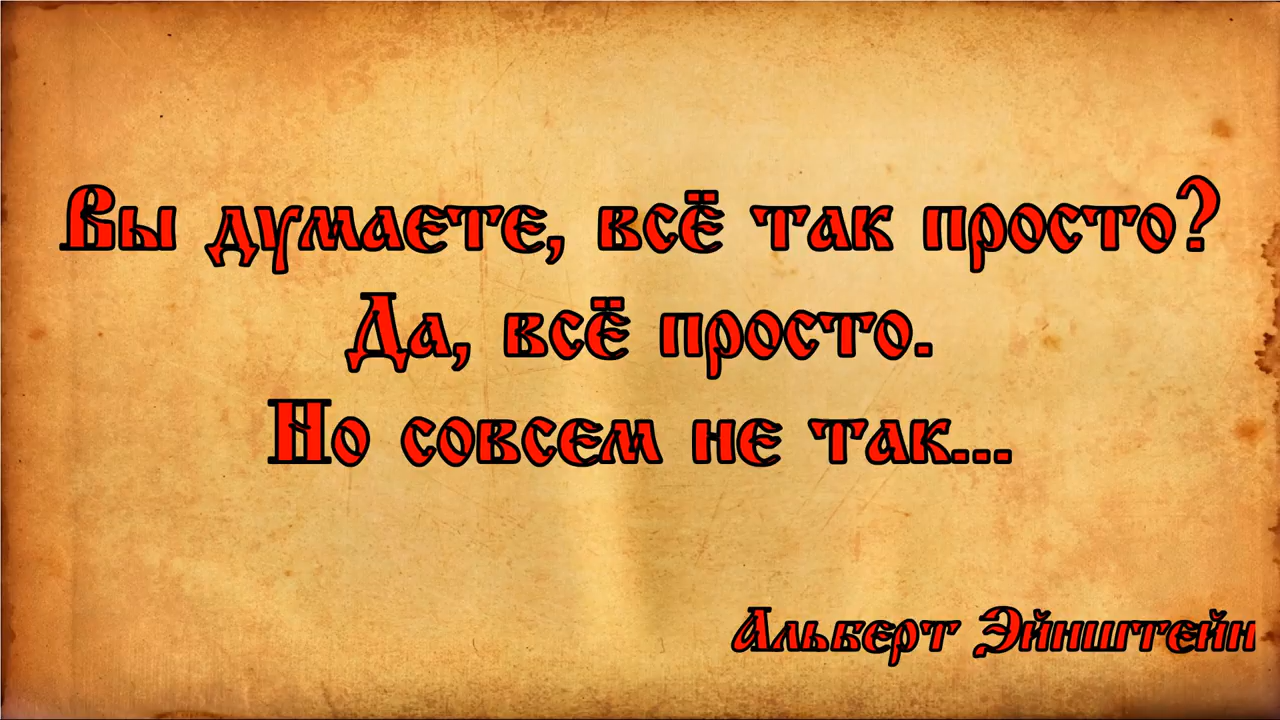 Вы думаете, всё так просто?
Да, всё просто.
Но совсем не так...
Альберт Эйнштейн